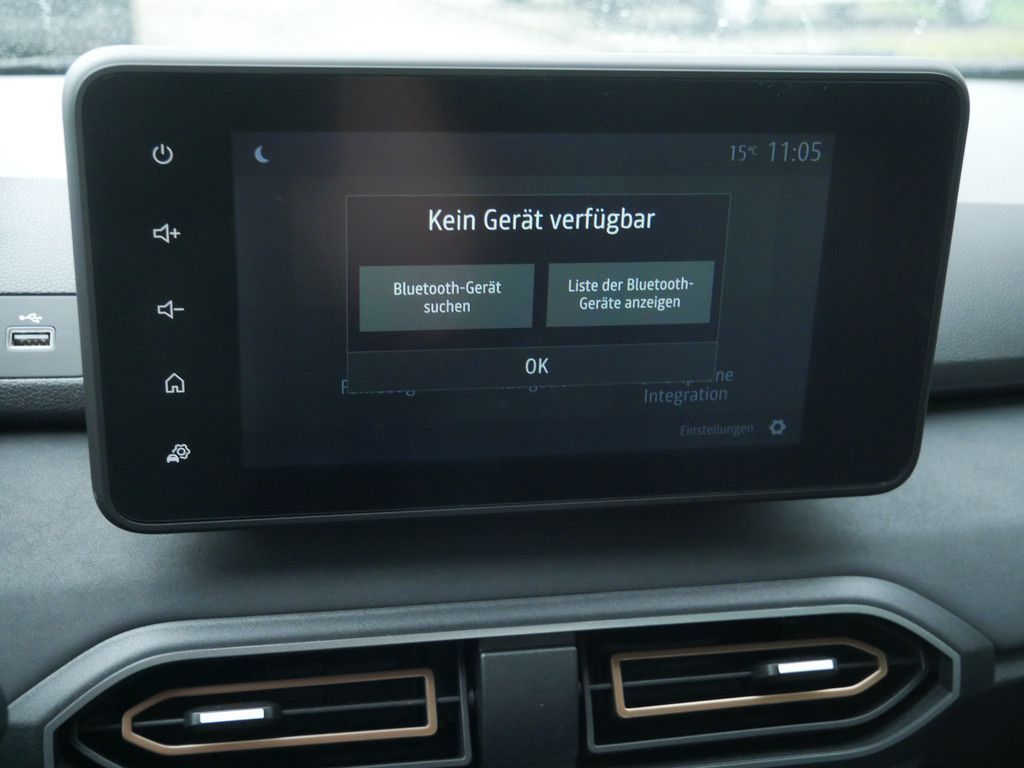 15°C 11:05
Kein Gerät verfügbar
Bluetooth-Gerät
suchen
Liste der Bluetooth-
Geräte anzeigen
OK
Integration
Einstellungen